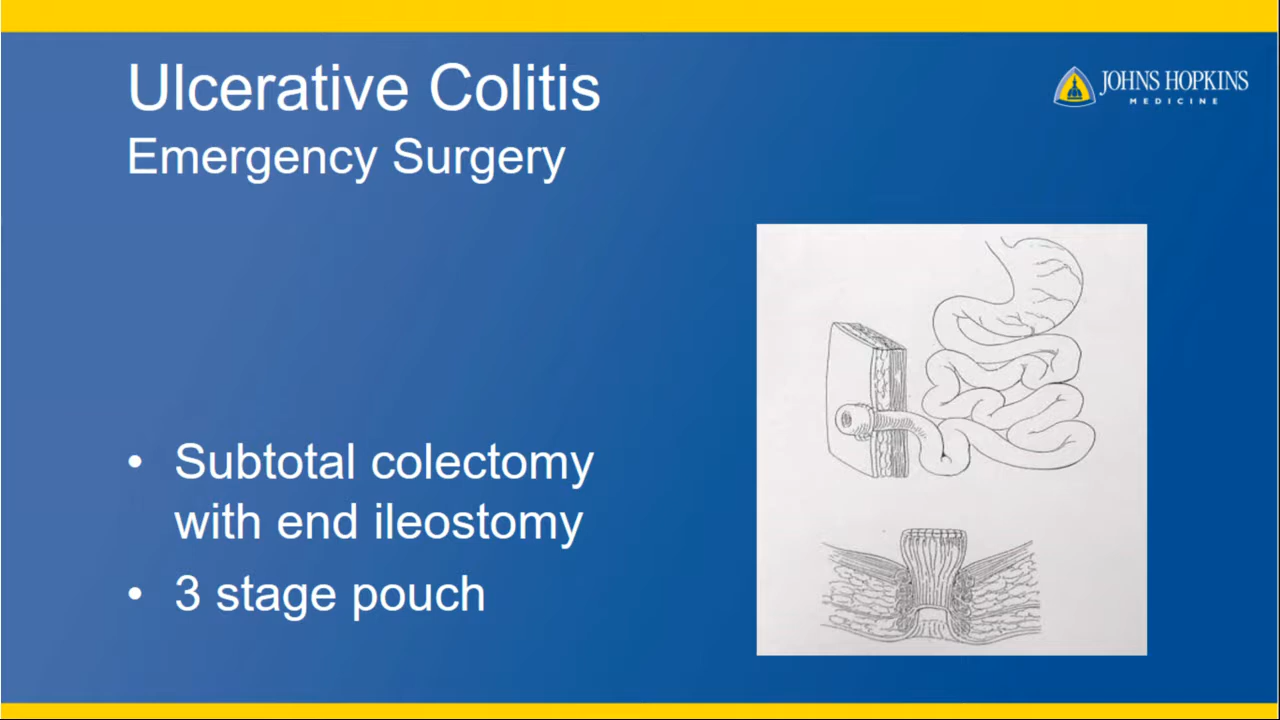 Ulcerative Colitis
Emergency Surgery
JOHNS HOPKINS
MEDICINE
• Subtotal colectomy
with end ileostomy
• 3 stage pouch